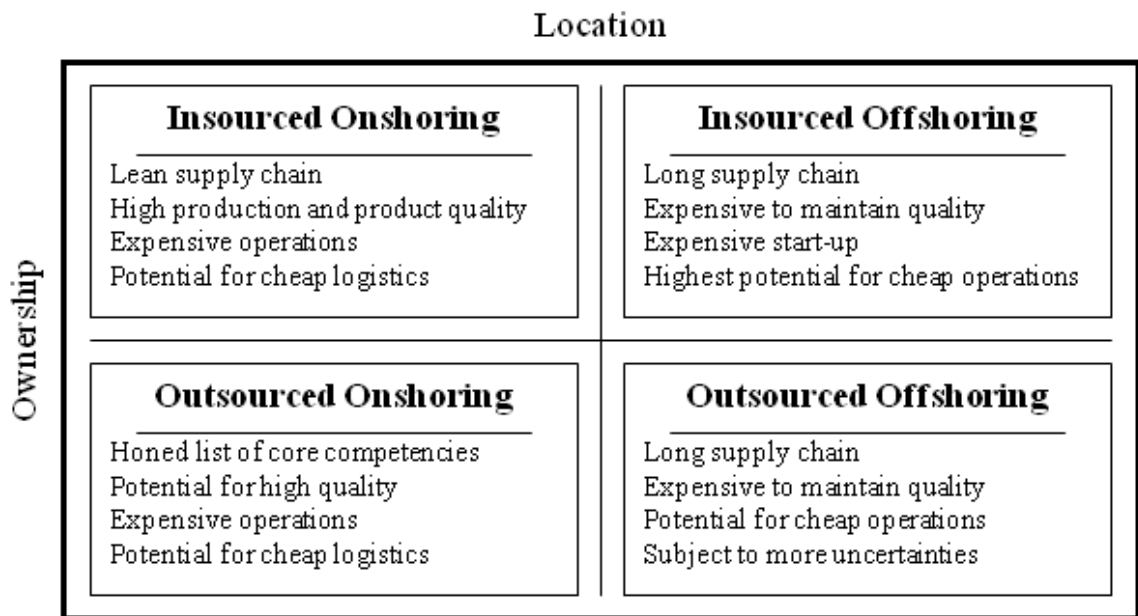 Location
Ownership
Insourced Onshoring
Lean supply chain
High production and product quality
Expensive operations
Potential for cheap logistics
Insourced Offshoring
Long supply chain
Expensive to maintain quality
Expensive start-up
Highest potential for cheap operations
Outsourced Onshoring
Honed list of core competencies
Potential for high quality
Expensive operations
Potential for cheap logistics
Outsourced Offshoring
Long supply chain
Expensive to maintain quality
Potential for cheap operations
Subject to more uncertainties